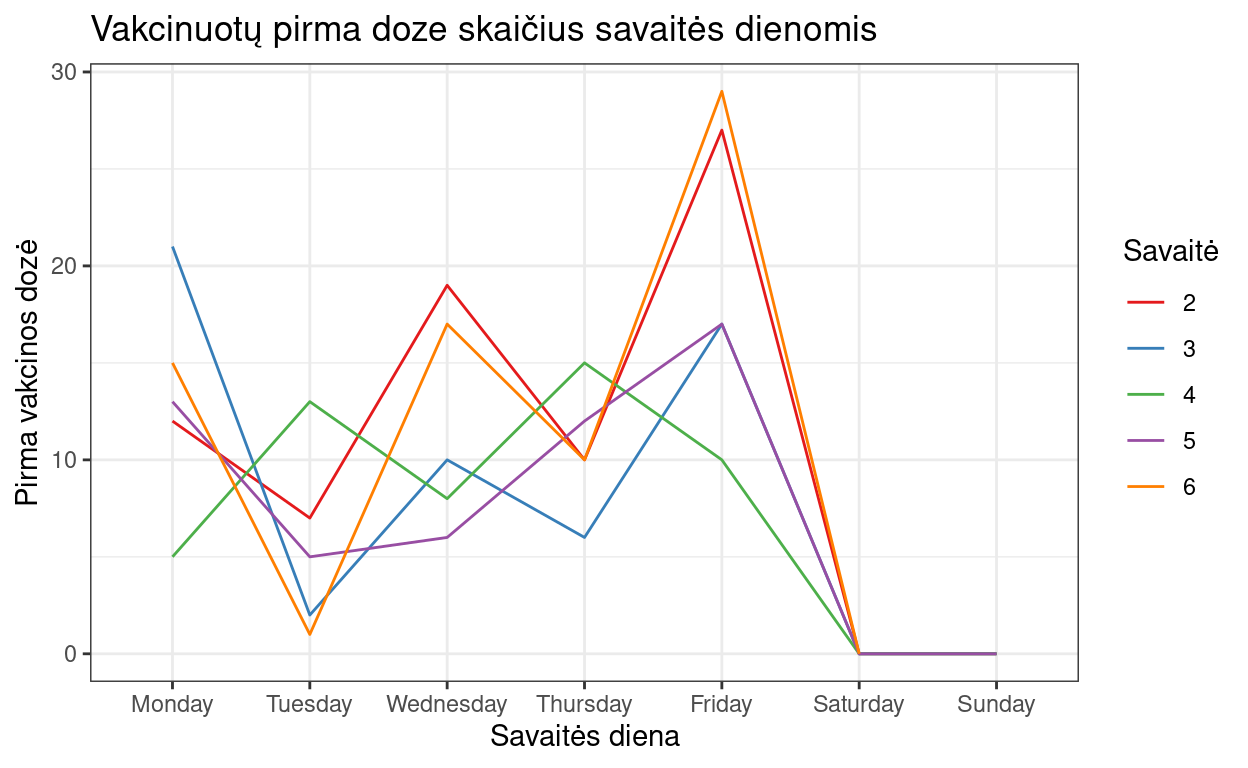 Vakcinuotų pirma doze skaičius savaitės dienomis
Pirma vakcinos dozė
30
20
10
0
Monday Tuesday Wednesday Thursday Friday Saturday Sunday
Savaitės diena
Savaitė
2
3
4
5
6